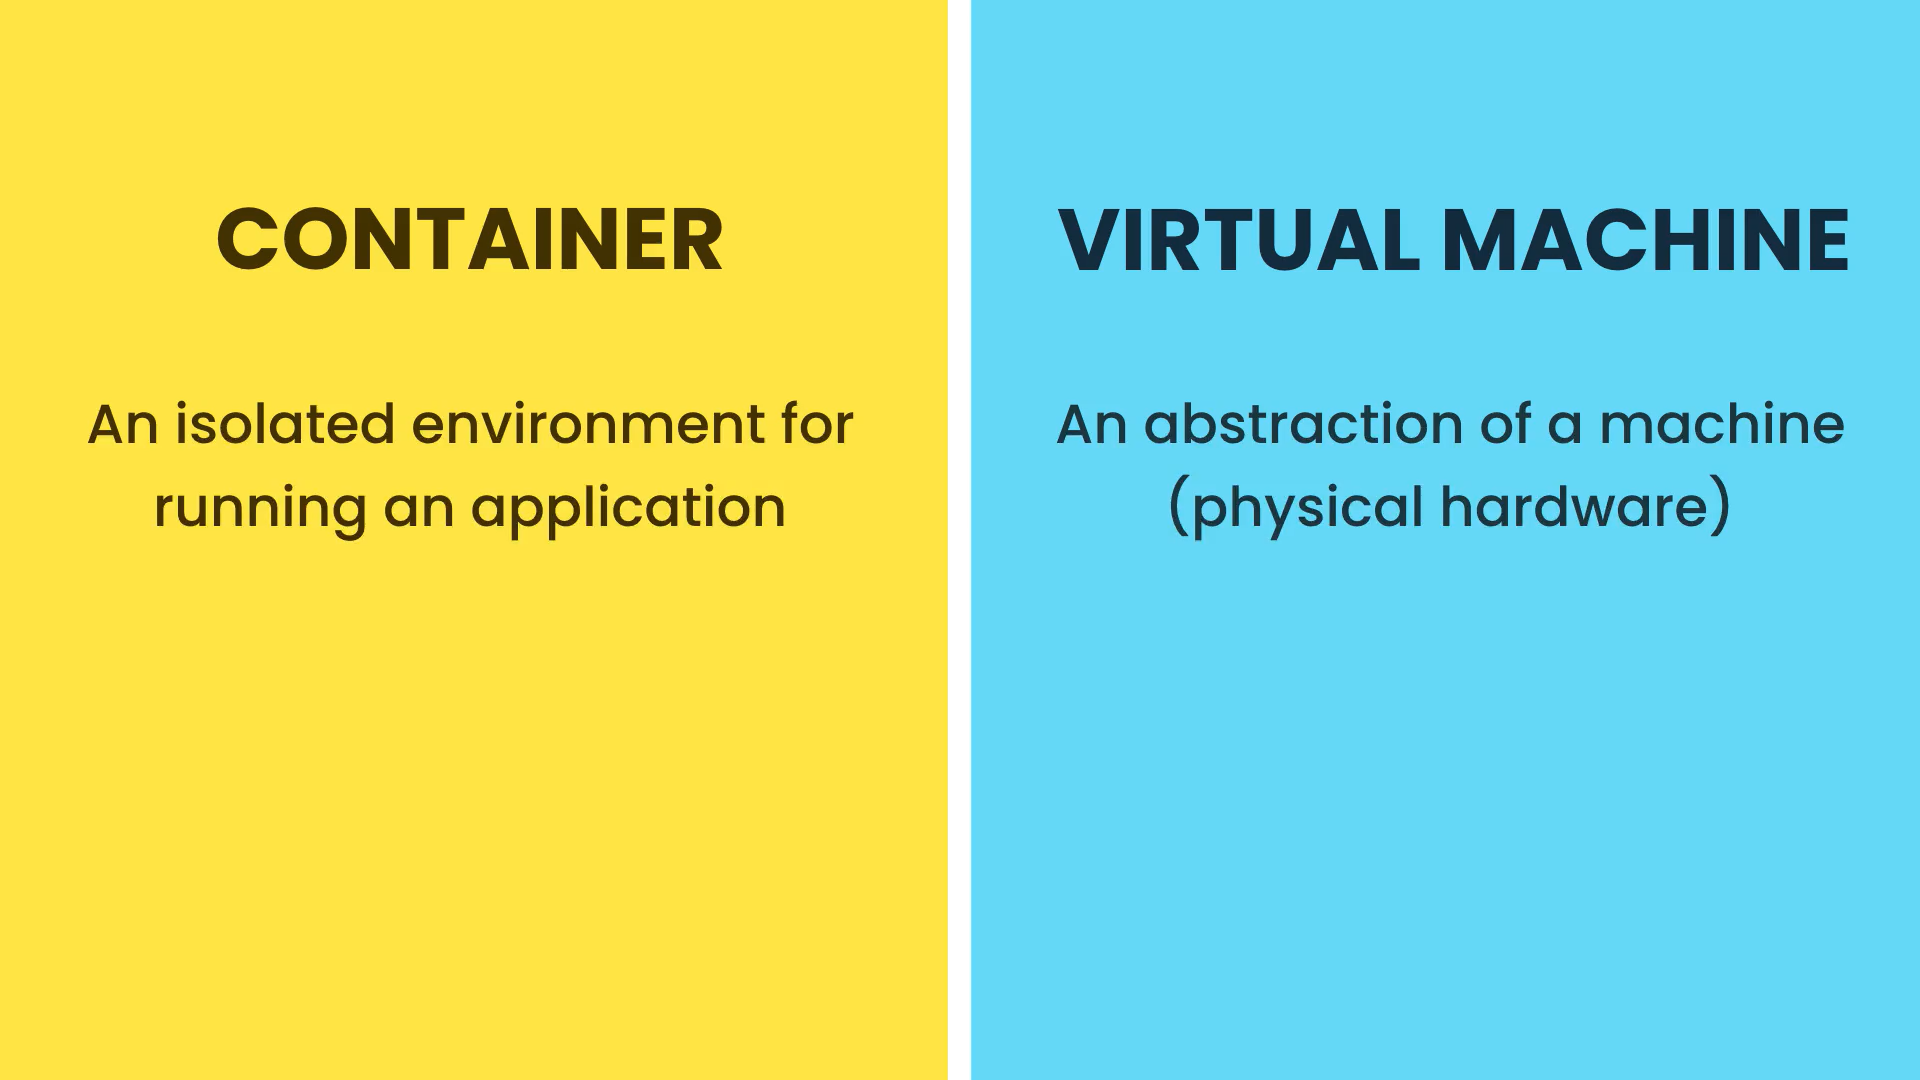 CONTAINER
An isolated environment for
running an application
VIRTUAL MACHINE
An abstraction of a machine
(physical hardware)